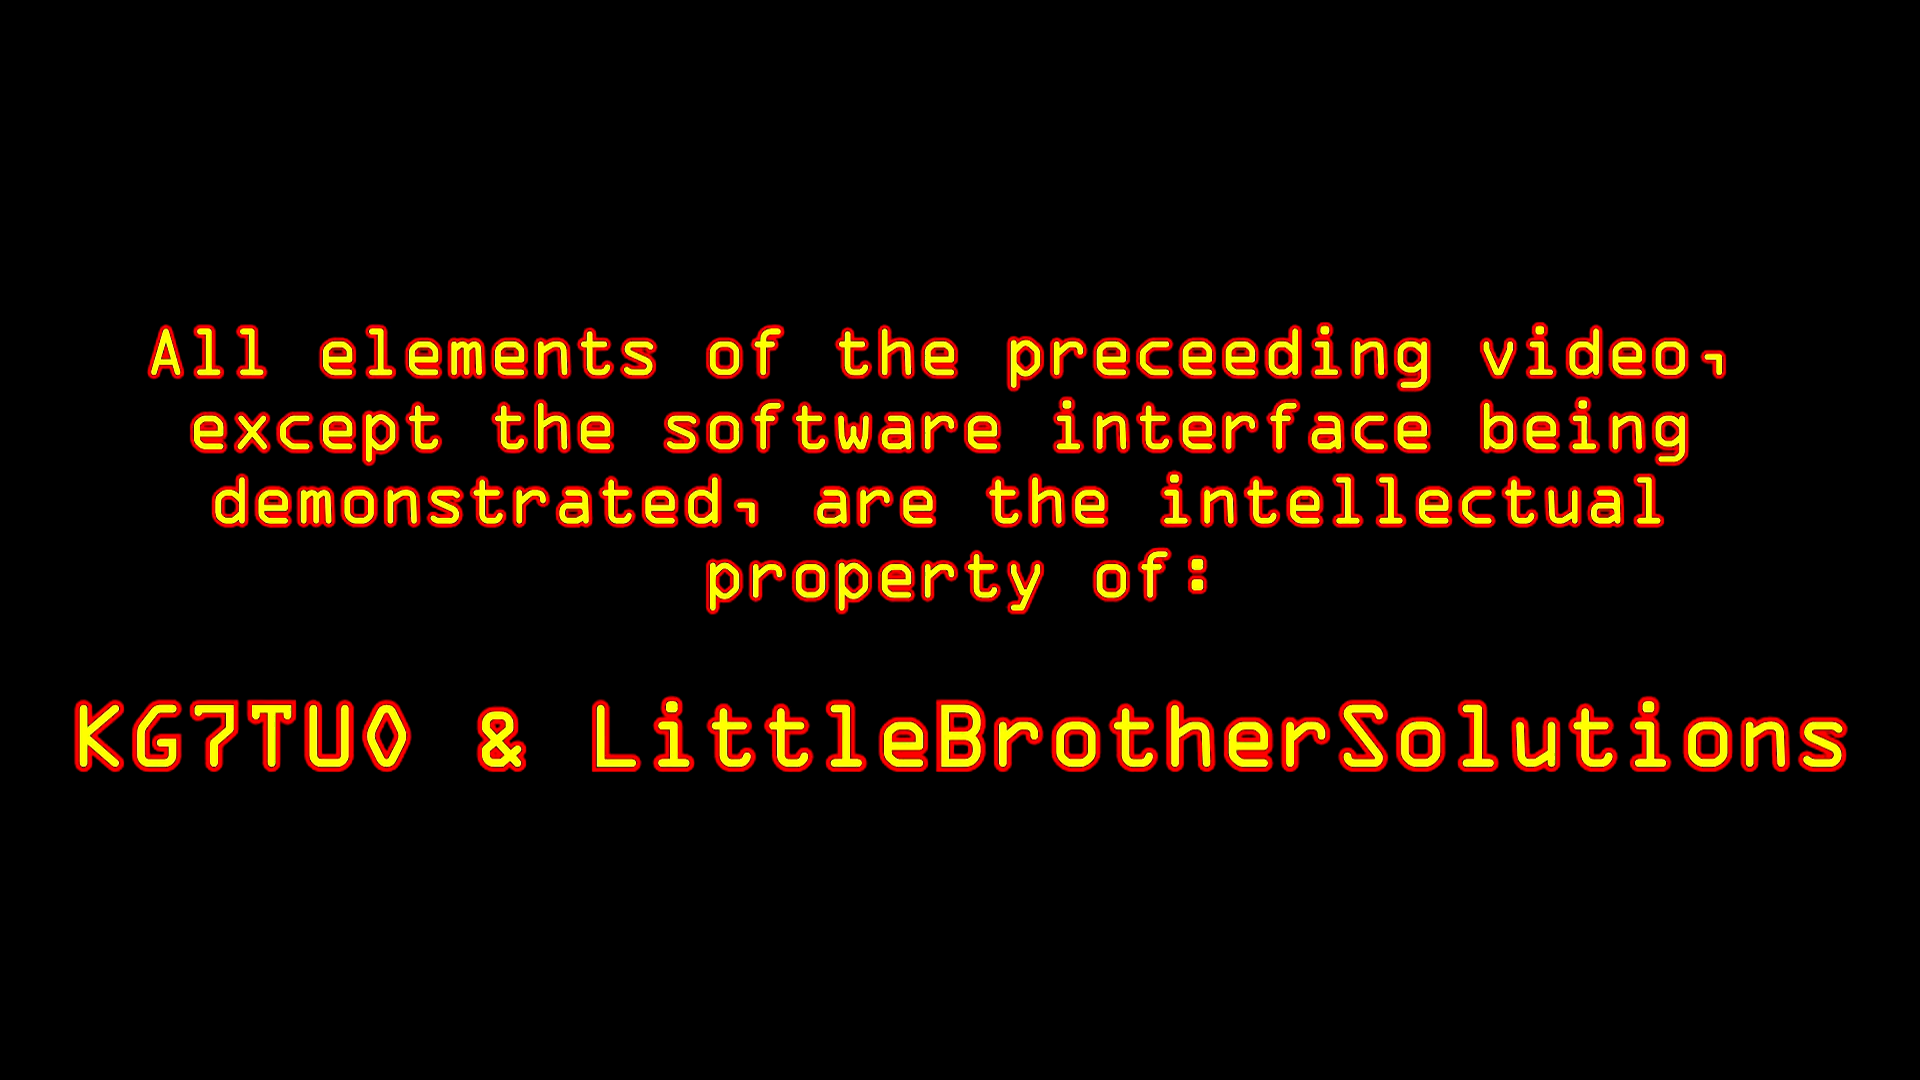 All elements of the preceeding video,
except the software interface being
demonstrated, are the intellectual
property of:
KG7TUO & LittleBrotherSolutions